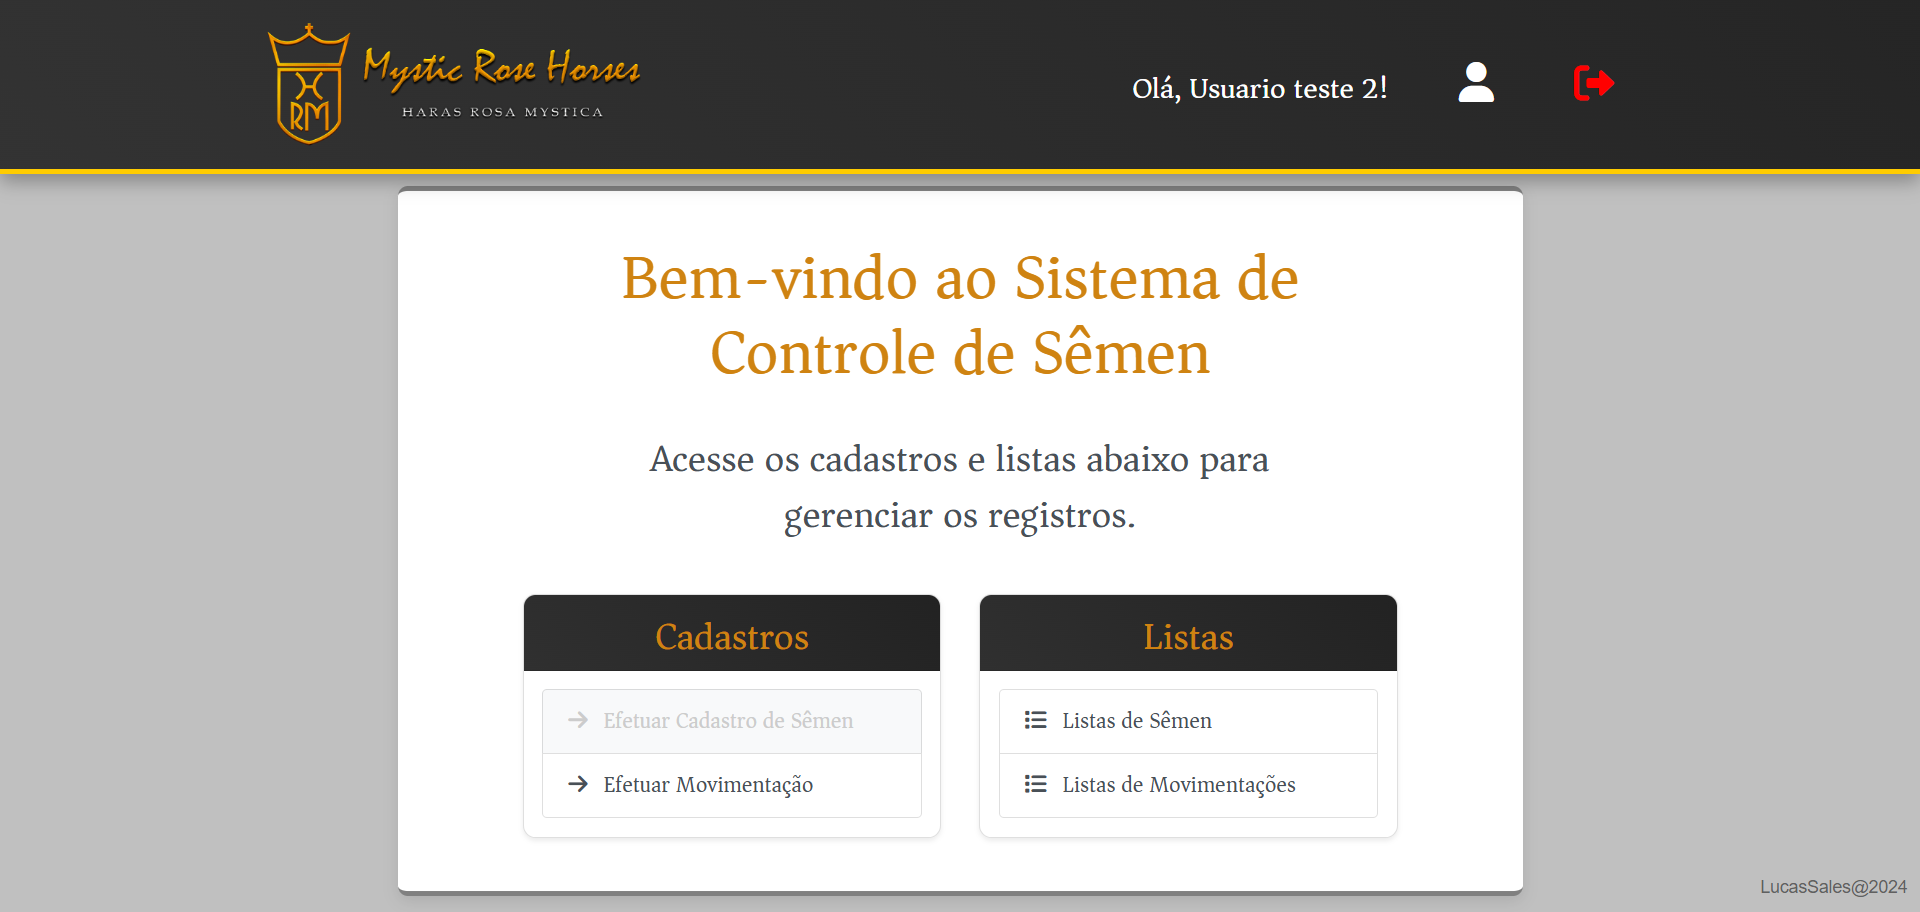 RM
Mystic Rose Horses
HARAS ROSA MYSTICA
Olá, Usuario teste 2!
Bem-vindo ao Sistema de
Controle de Sêmen
Acesse os cadastros e listas abaixo para
gerenciar os registros.
Cadastros
Efetuar Cadastro de Sêmen
Efetuar Movimentação
Listas
Listas de Sêmen
Listas de Movimentações
LucasSales@2024